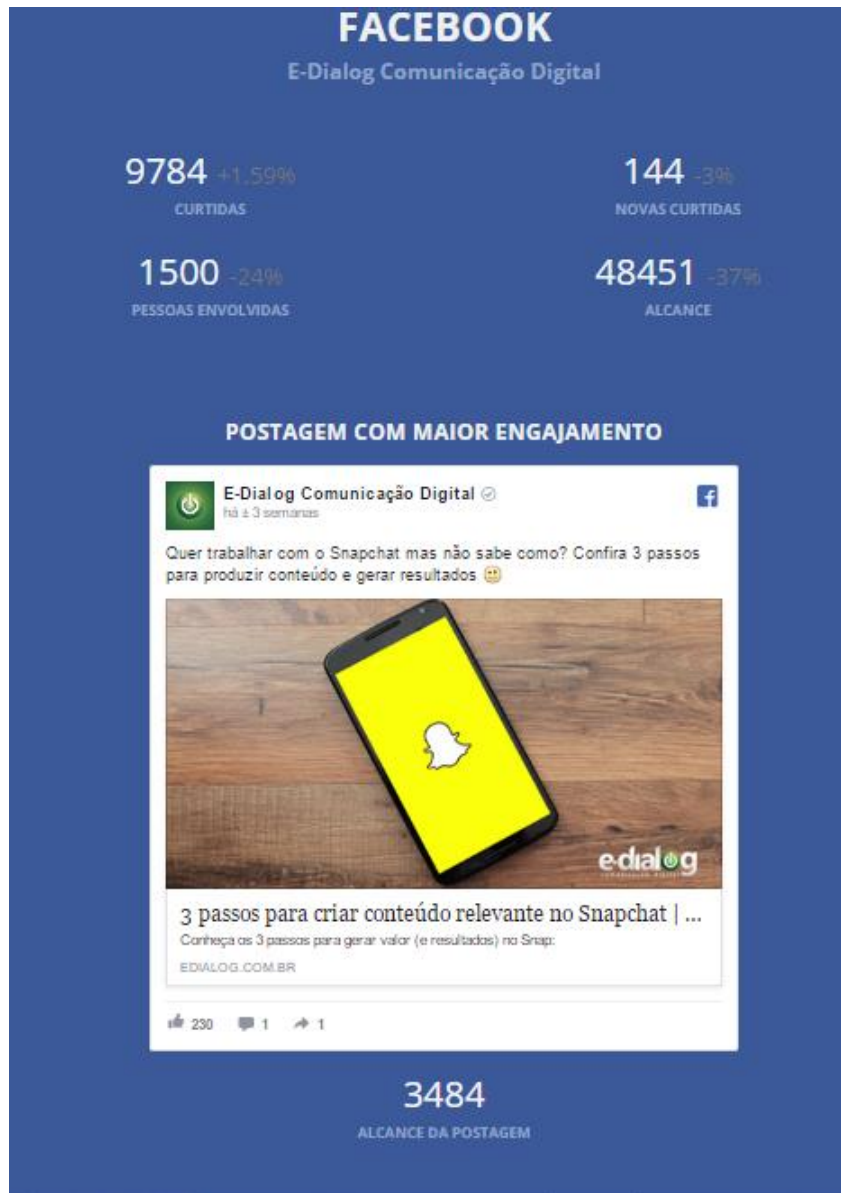 FACEBOOK
E-Dialog Comunicação Digital
9784 +1.59%
CURTIDAS
144 -3%
NOVAS CURTIDAS
1500 -24%
PESSOAS ENVOLVIDAS
48451 -37%
ALCANCE
POSTAGEM COM MAIOR ENGAJAMENTO
E-Dialog Comunicação Digital
há ± 3 semanas
Quer trabalhar com o Snapchat mas não sabe como? Confira 3 passos
para produzir conteúdo e gerar resultados
e·dialog
3 passos para criar conteúdo relevante no Snapchat | ...
Conheça os 3 passos para gerar valor (e resultados) no Snap:
EDIALOG.COM.BR
230 1 1
3484
ALCANCE DA POSTAGEM